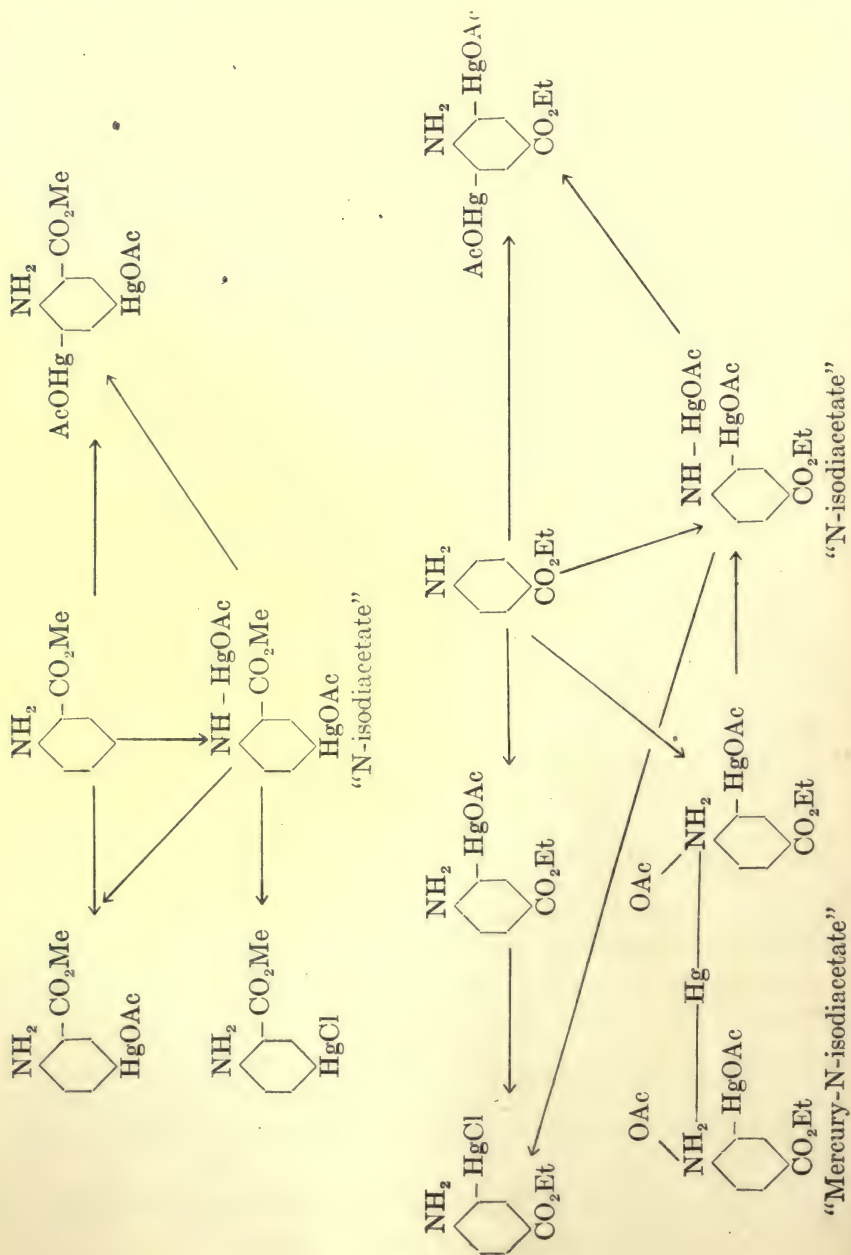 NH₂
–CO₂Me
HgOAc
NH₂
–CO₂Me
NH₂
AcOHg–
–CO₂Me
HgOAc
NH₂
–CO₂Me
HgCl
NH – HgOAc
–CO₂Me
HgOAc
“N-isodiacetate”
NH₂
–HgCl
CO₂Et
NH₂
–HgOAc
CO₂Et
NH₂
CO₂Et
NH₂
AcOHg–
–HgOAc
CO₂Et
OAc
NH₂
Hg
–HgOAc
CO₂Et
OAc
NH₂
–HgOAc
CO₂Et
“Mercury-N-isodiacetate”
NH – HgOAc
–HgOAc
CO₂Et
“N-isodiacetate”